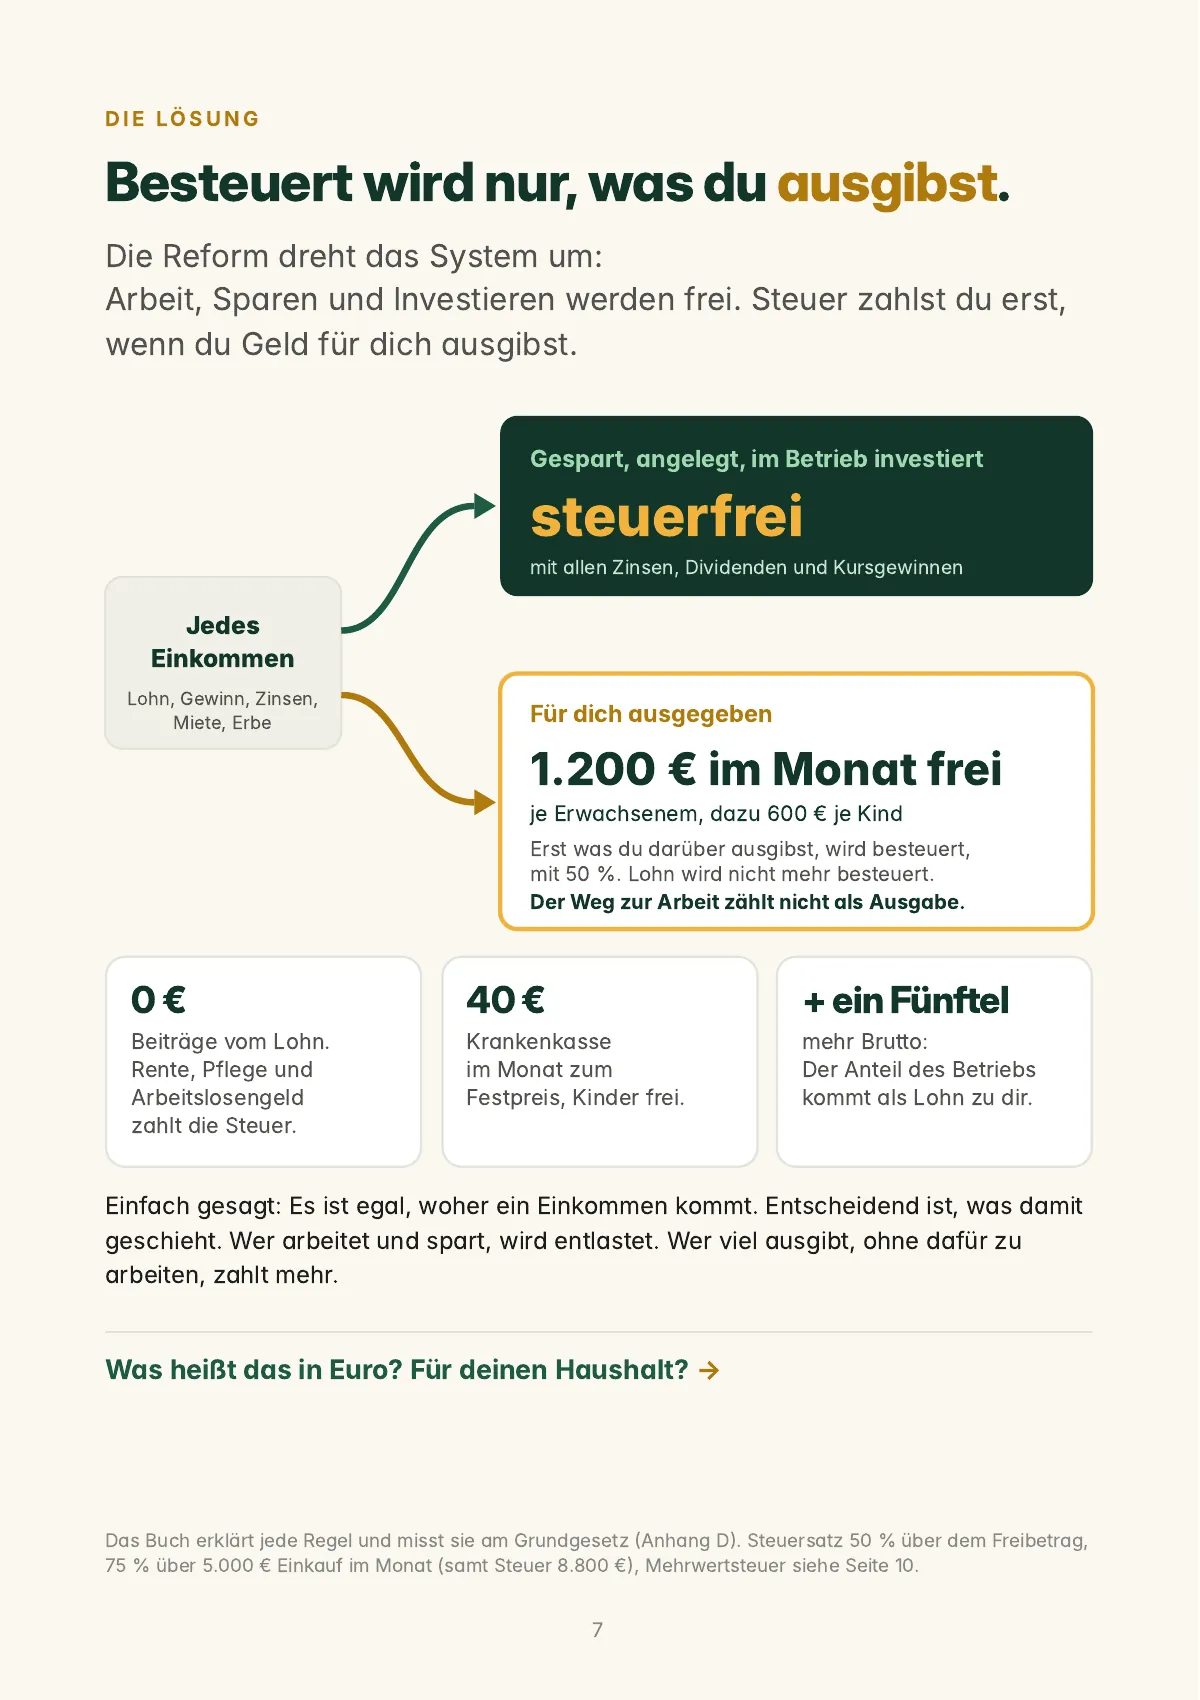 DIE LÖSUNG
Besteuert wird nur, was du ausgibst.
Die Reform dreht das System um:
Arbeit, Sparen und Investieren werden frei. Steuer zahlst du erst,
wenn du Geld für dich ausgibst.
Gespart, angelegt, im Betrieb investiert
steuerfrei
mit allen Zinsen, Dividenden und Kursgewinnen
Jedes
Einkommen
Lohn, Gewinn, Zinsen,
Miete, Erbe
Für dich ausgegeben
1.200 € im Monat frei
je Erwachsenem, dazu 600 € je Kind
Erst was du darüber ausgibst, wird besteuert,
mit 50 %. Lohn wird nicht mehr besteuert.
Der Weg zur Arbeit zählt nicht als Ausgabe.
0 €
Beiträge vom Lohn.
Rente, Pflege und
Arbeitslosengeld
zahlt die Steuer.
40 €
Krankenkasse
im Monat zum
Festpreis, Kinder frei.
+ ein Fünftel
mehr Brutto:
Der Anteil des Betriebs
kommt als Lohn zu dir.
Einfach gesagt: Es ist egal, woher ein Einkommen kommt. Entscheidend ist, was damit
geschieht. Wer arbeitet und spart, wird entlastet. Wer viel ausgibt, ohne dafür zu
arbeiten, zahlt mehr.
Was heißt das in Euro? Für deinen Haushalt? →
Das Buch erklärt jede Regel und misst sie am Grundgesetz (Anhang D). Steuersatz 50 % über dem Freibetrag,
75 % über 5.000 € Einkauf im Monat (samt Steuer 8.800 €), Mehrwertsteuer siehe Seite 10.
7